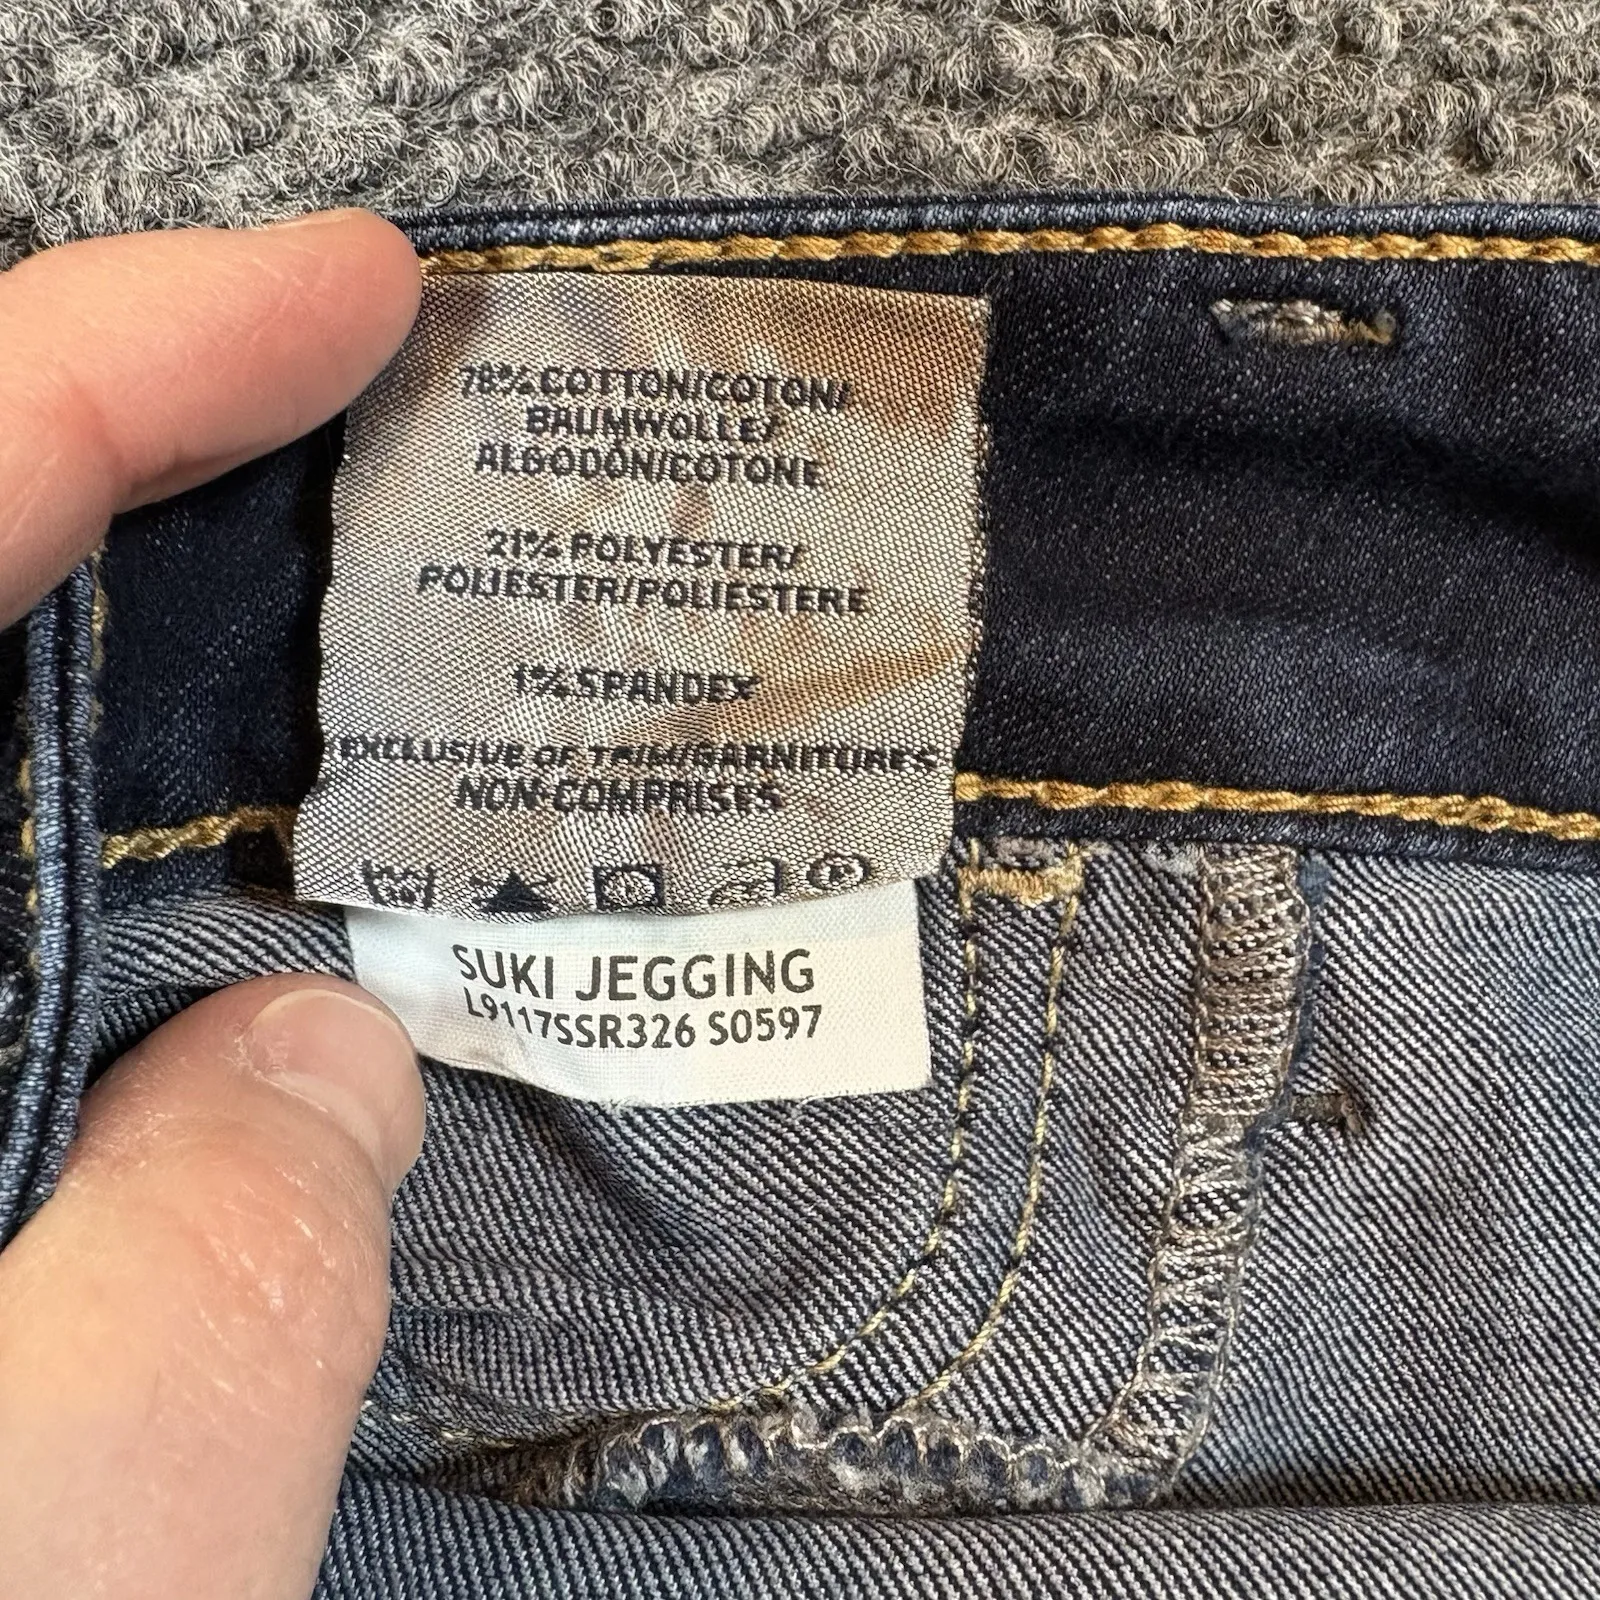 78% COTTON/COTON/
BAUMWOLLE/
ALGODÓN/COTONE
21% POLYESTER/
POLIESTER/POLIESTERE
1% SPANDEX
EXCLUSIVE OF TRIM/GARNITURES
NON-COMPRISES
SUKI JEGGING
L9117SSR326 S0597